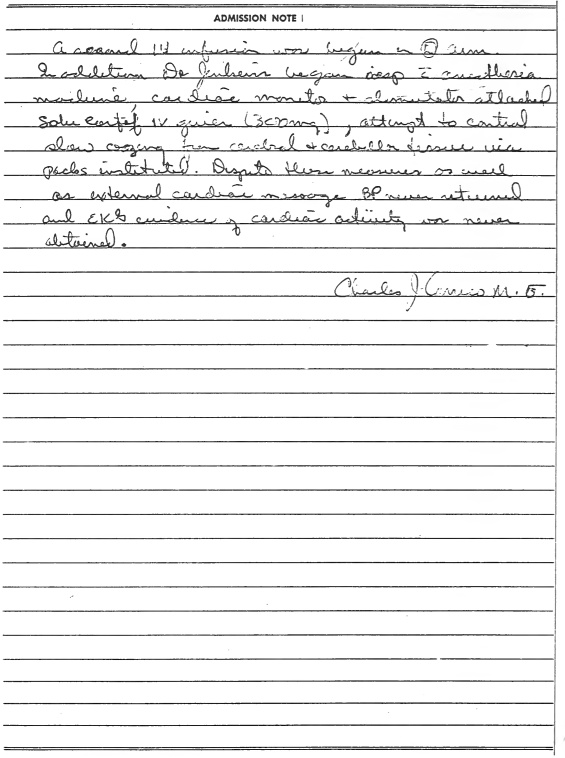 ADMISSION NOTE
A second IV infusion was begun in Ⓛ arm.
In addition Dr Jenkins began resp c̄ anesthesia
machine, cardiac monitor + stimulator attached
Solu Cortef IV given (300mg), attempt to control
slow oozing from cerebral + cerebellar tissue via
packs instituted. Despite these measures as well
as external cardiac massage BP never returned
and EKG evidence of cardiac activity was never
obtained.
Charles J. Carrico M.D.